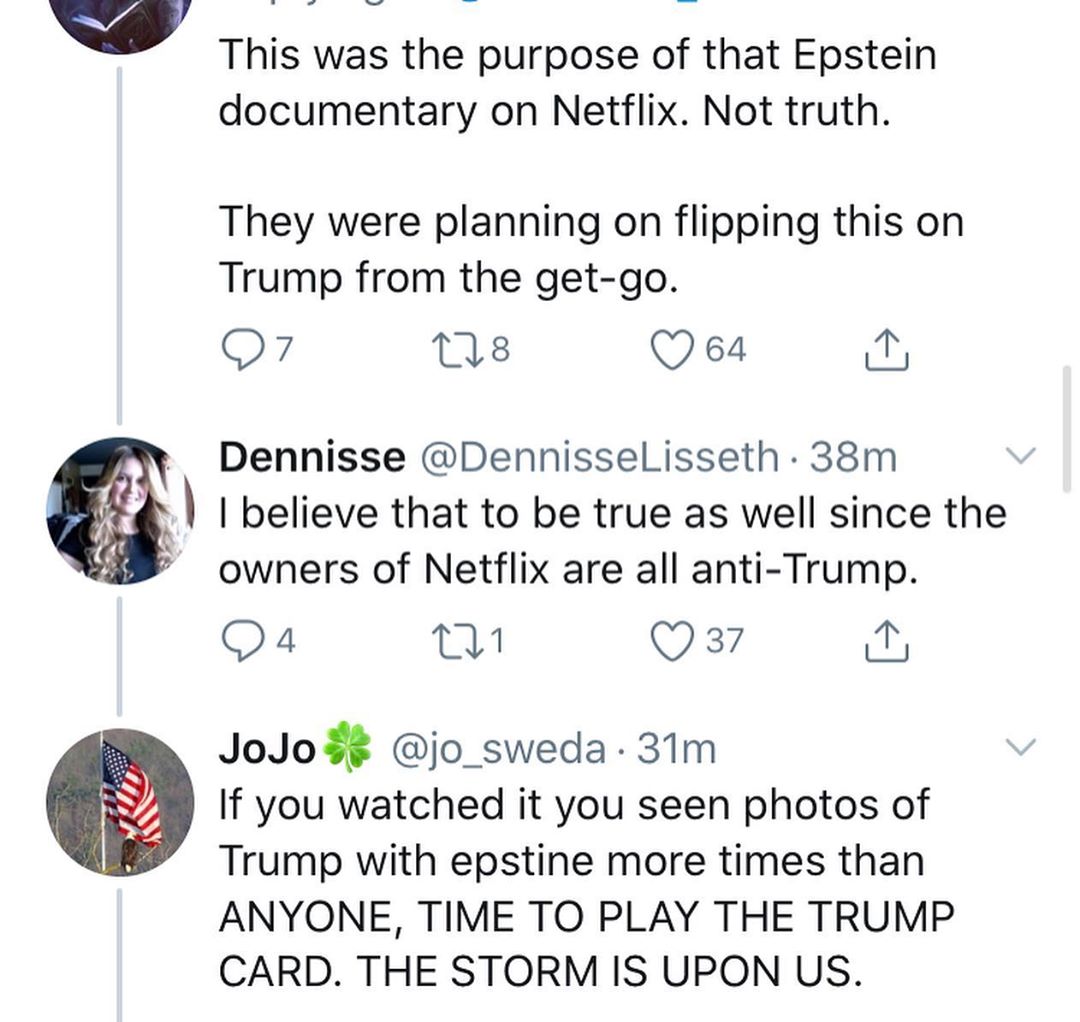 This was the purpose of that Epstein
documentary on Netflix. Not truth.
They were planning on flipping this on
Trump from the get-go.
7 8 64
Dennisse @DennisseLisseth · 38m
I believe that to be true as well since the
owners of Netflix are all anti-Trump.
4 1 37
JoJo🍀 @jo_sweda · 31m
If you watched it you seen photos of
Trump with epstine more times than
ANYONE, TIME TO PLAY THE TRUMP
CARD. THE STORM IS UPON US.